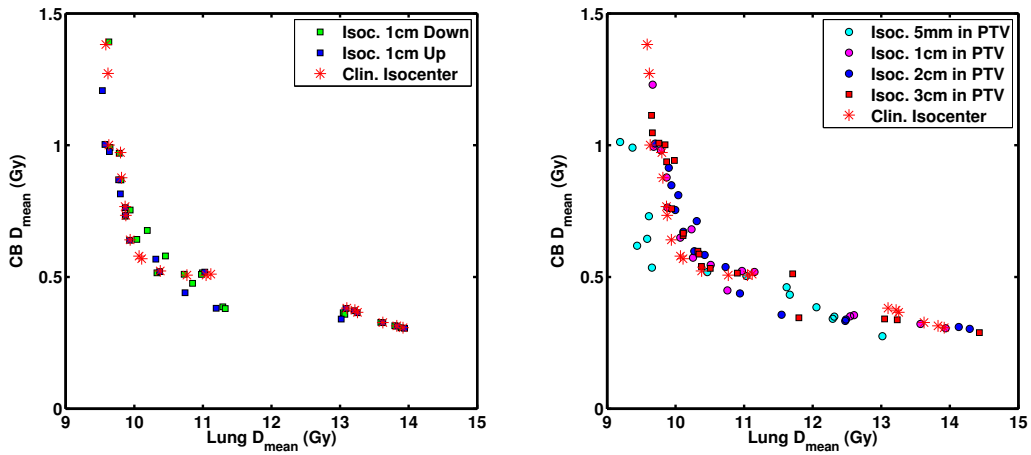 1.5
1
0.5
0
CB D_mean (Gy)
9 10 11 12 13 14 15
Lung D_mean (Gy)
Isoc. 1cm Down
Isoc. 1cm Up
Clin. Isocenter
1.5
1
0.5
0
CB D_mean (Gy)
9 10 11 12 13 14 15
Lung D_mean (Gy)
Isoc. 5mm in PTV
Isoc. 1cm in PTV
Isoc. 2cm in PTV
Isoc. 3cm in PTV
Clin. Isocenter